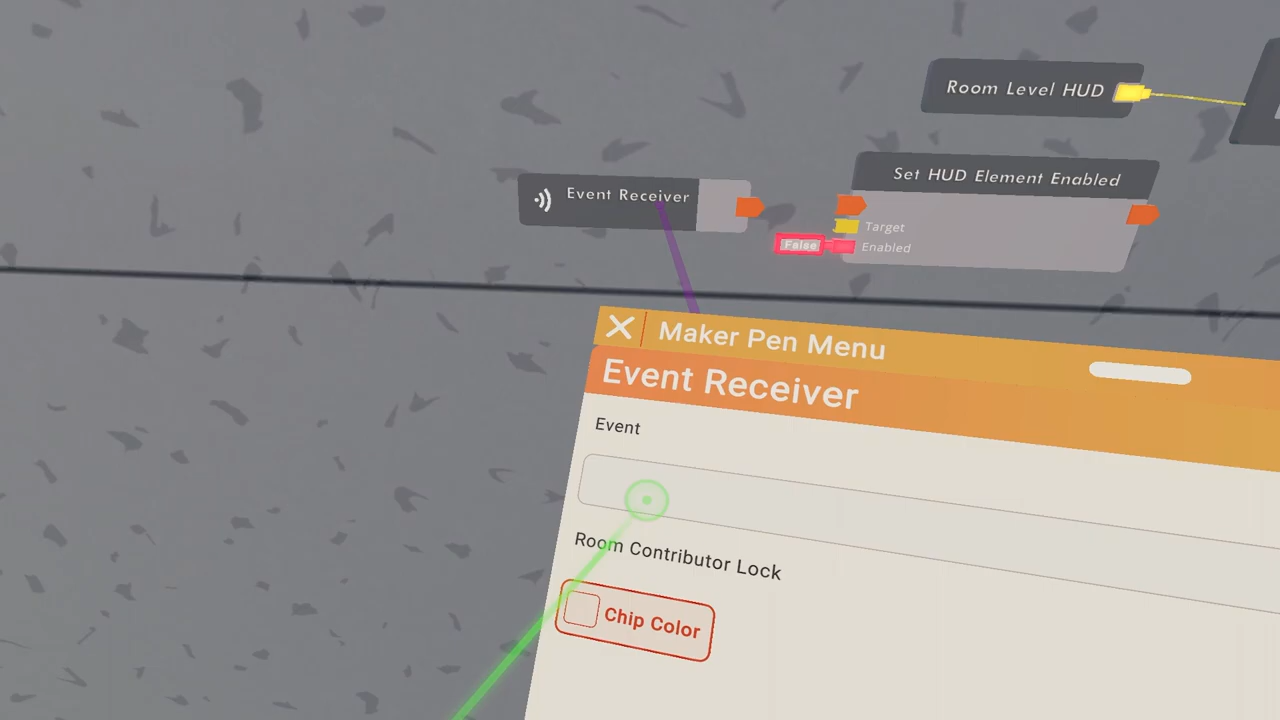 Room Level HUD
Set HUD Element Enabled
Event Receiver
Target
False
Enabled
Maker Pen Menu
Event Receiver
Event
Room Contributor Lock
Chip Color